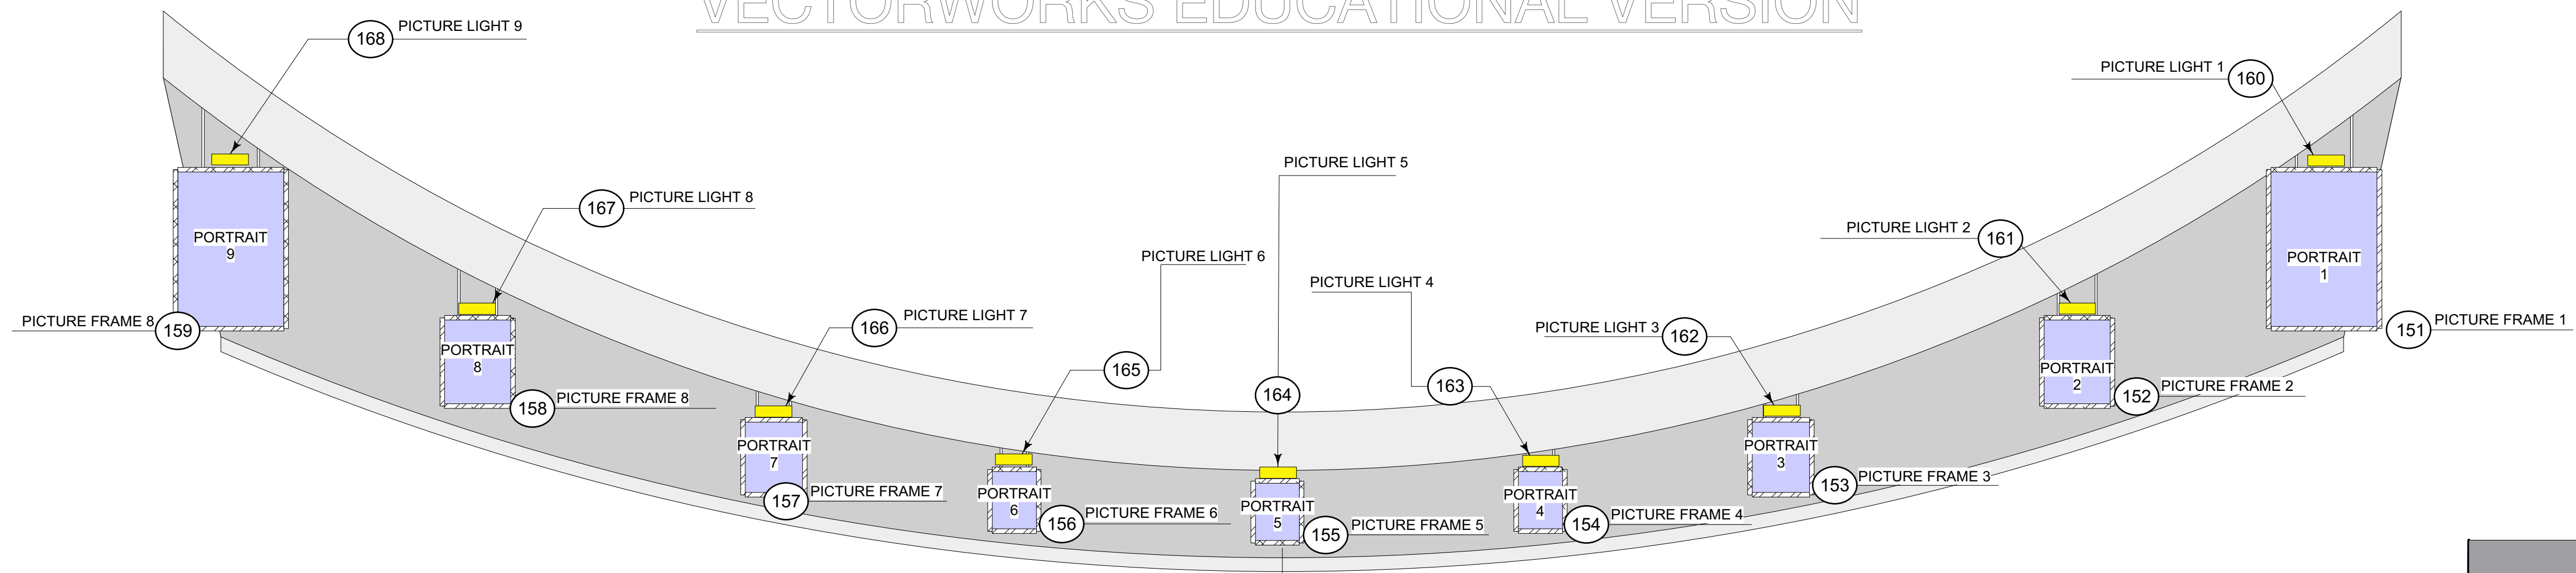 VECTORWORKS EDUCATIONAL VERSION
168 PICTURE LIGHT 9
PICTURE LIGHT 1 160
PICTURE LIGHT 5
167 PICTURE LIGHT 8
PICTURE LIGHT 2 161
PORTRAIT
9
PICTURE LIGHT 6
PORTRAIT
1
PICTURE LIGHT 4
PICTURE FRAME 8 159
166 PICTURE LIGHT 7
PICTURE LIGHT 3 162
151 PICTURE FRAME 1
PORTRAIT
8
165
163
164
PORTRAIT
2
158 PICTURE FRAME 8
152 PICTURE FRAME 2
PORTRAIT
7
PORTRAIT
3
157 PICTURE FRAME 7
153 PICTURE FRAME 3
PORTRAIT
6
PORTRAIT
5
PORTRAIT
4
156 PICTURE FRAME 6
155 PICTURE FRAME 5
154 PICTURE FRAME 4